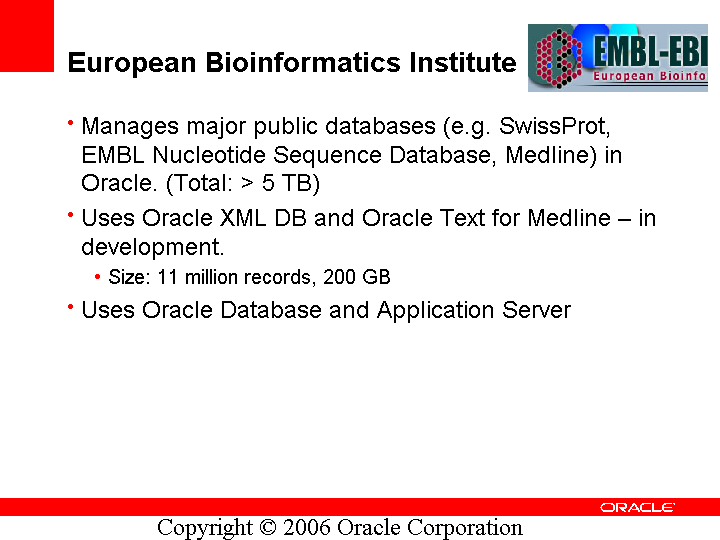 European Bioinformatics Institute
EMBL-EBI
European Bioinfo
• Manages major public databases (e.g. SwissProt,
EMBL Nucleotide Sequence Database, Medline) in
Oracle. (Total: > 5 TB)
• Uses Oracle XML DB and Oracle Text for Medline – in
development.
• Size: 11 million records, 200 GB
• Uses Oracle Database and Application Server
ORACLE
Copyright © 2006 Oracle Corporation